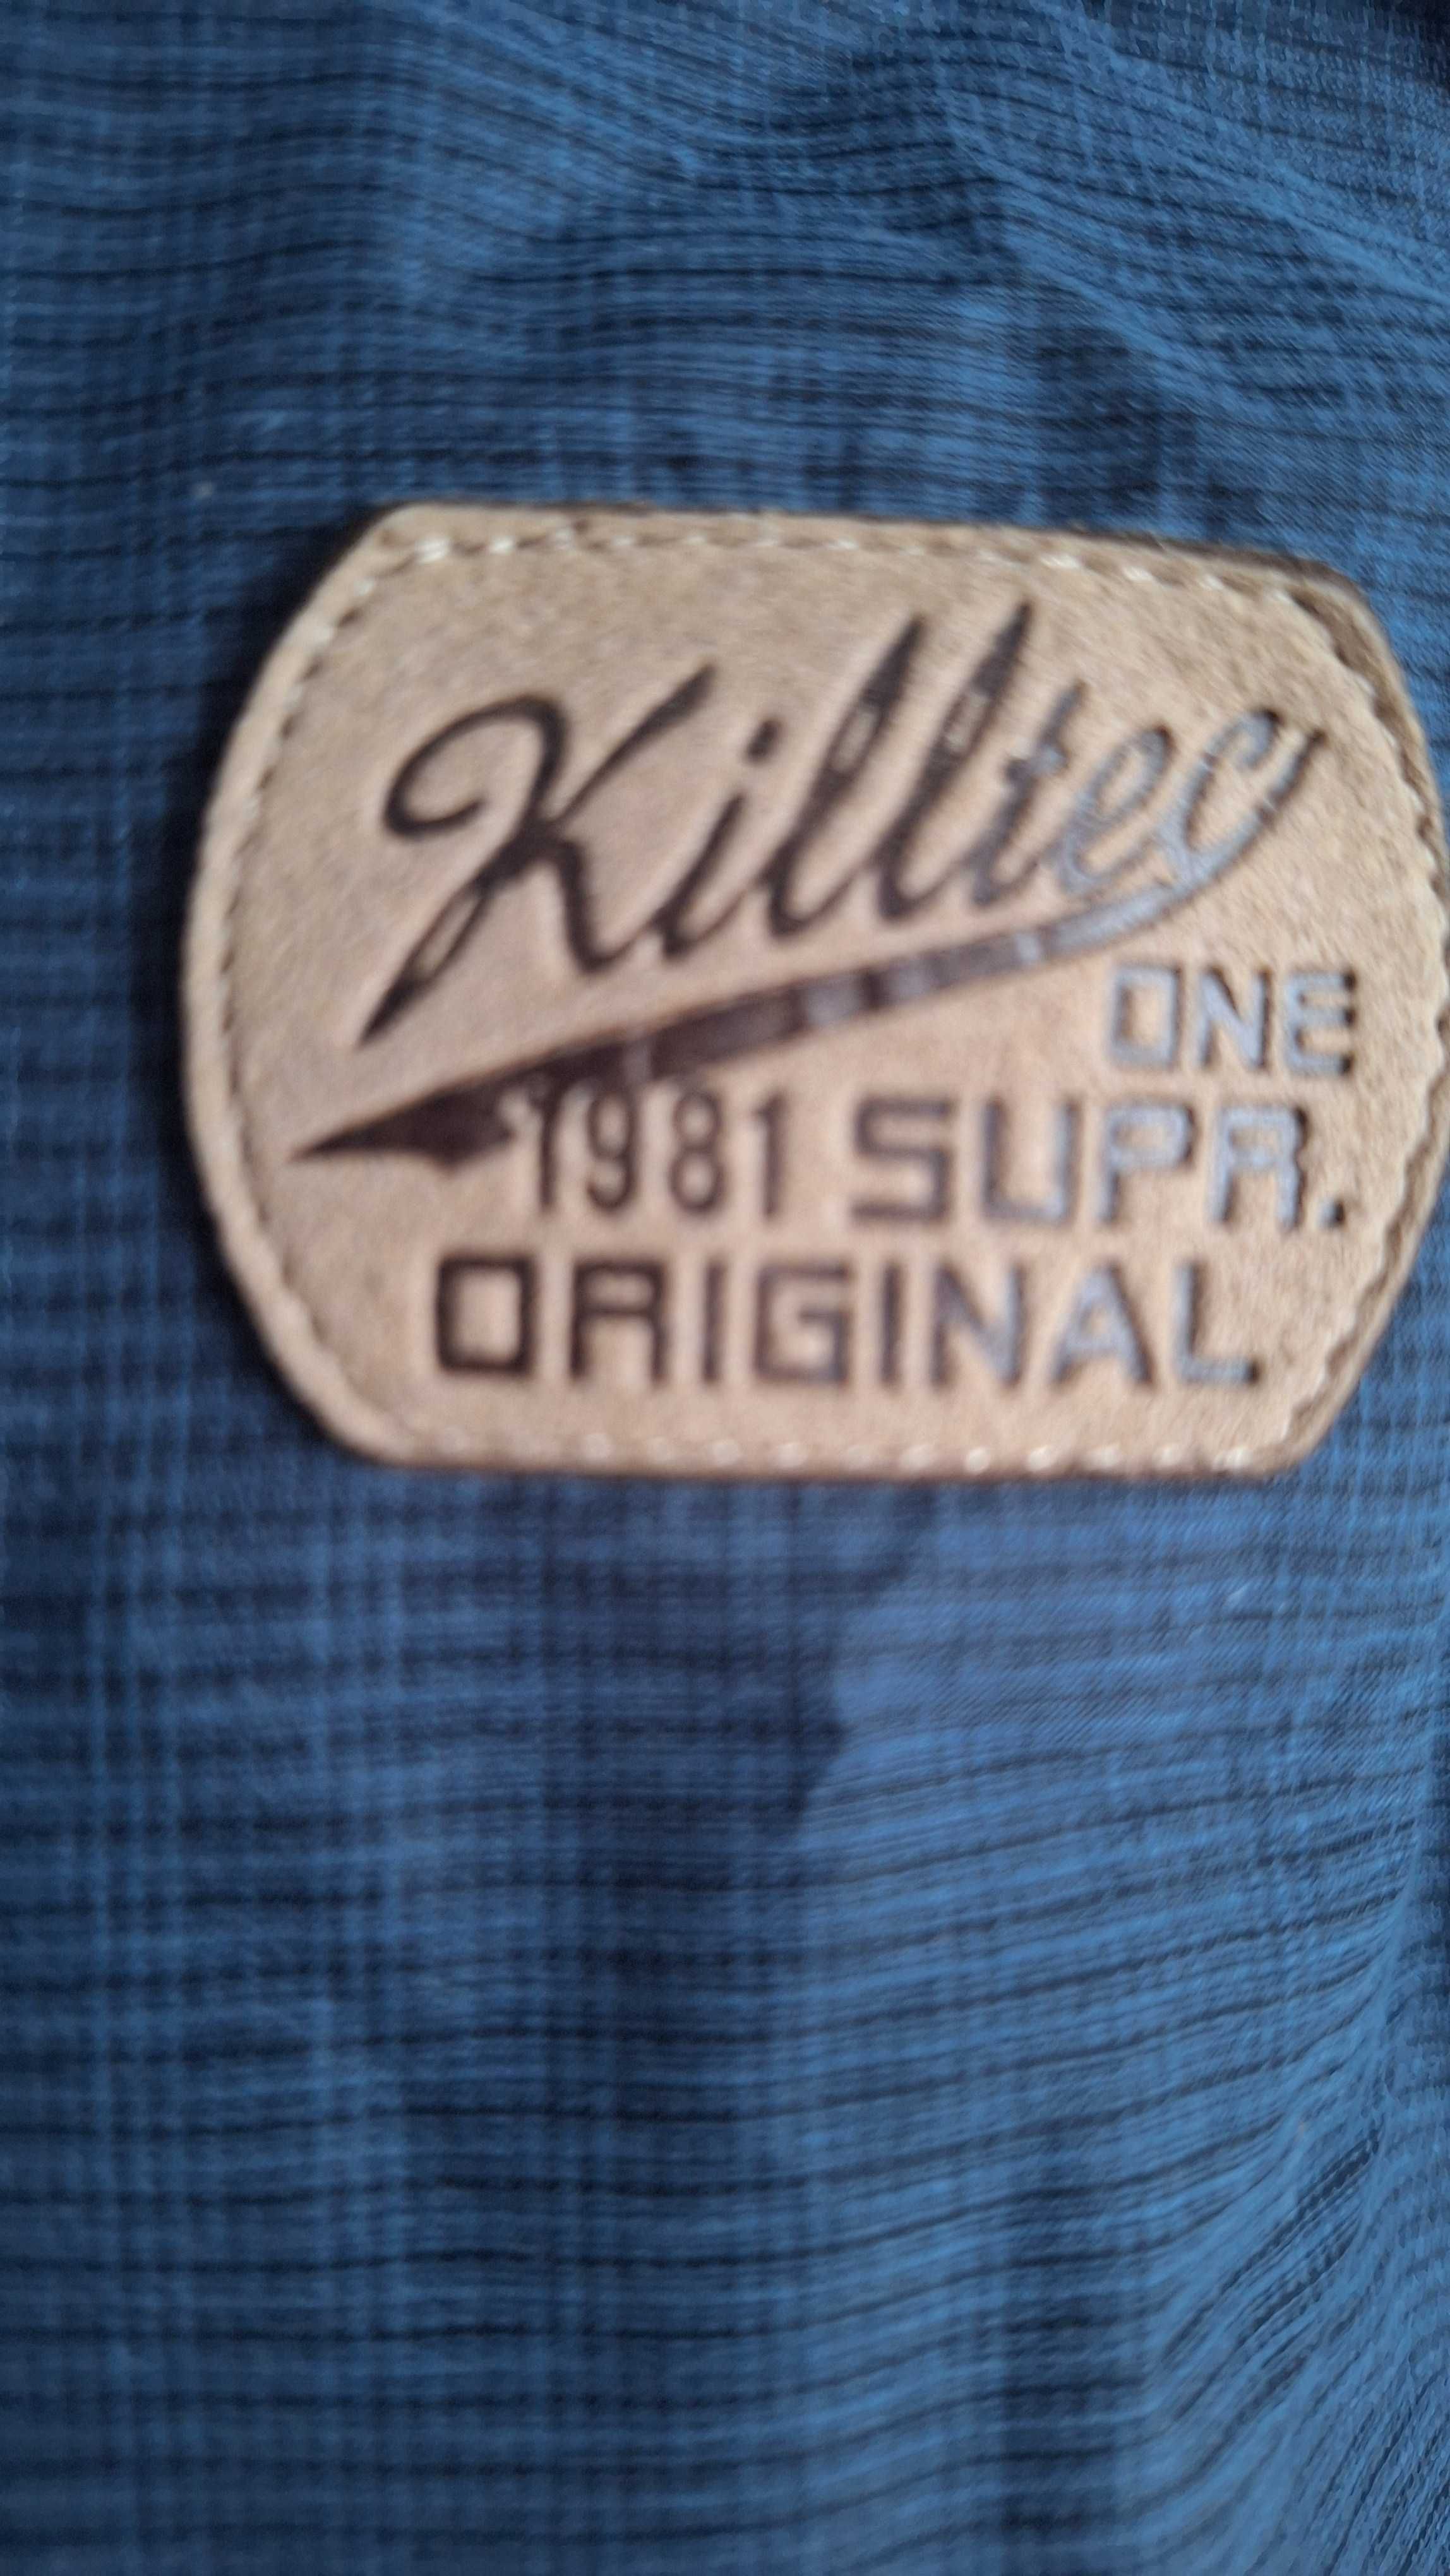 Killtec
ONE
1981 SUPR.
ORIGINAL